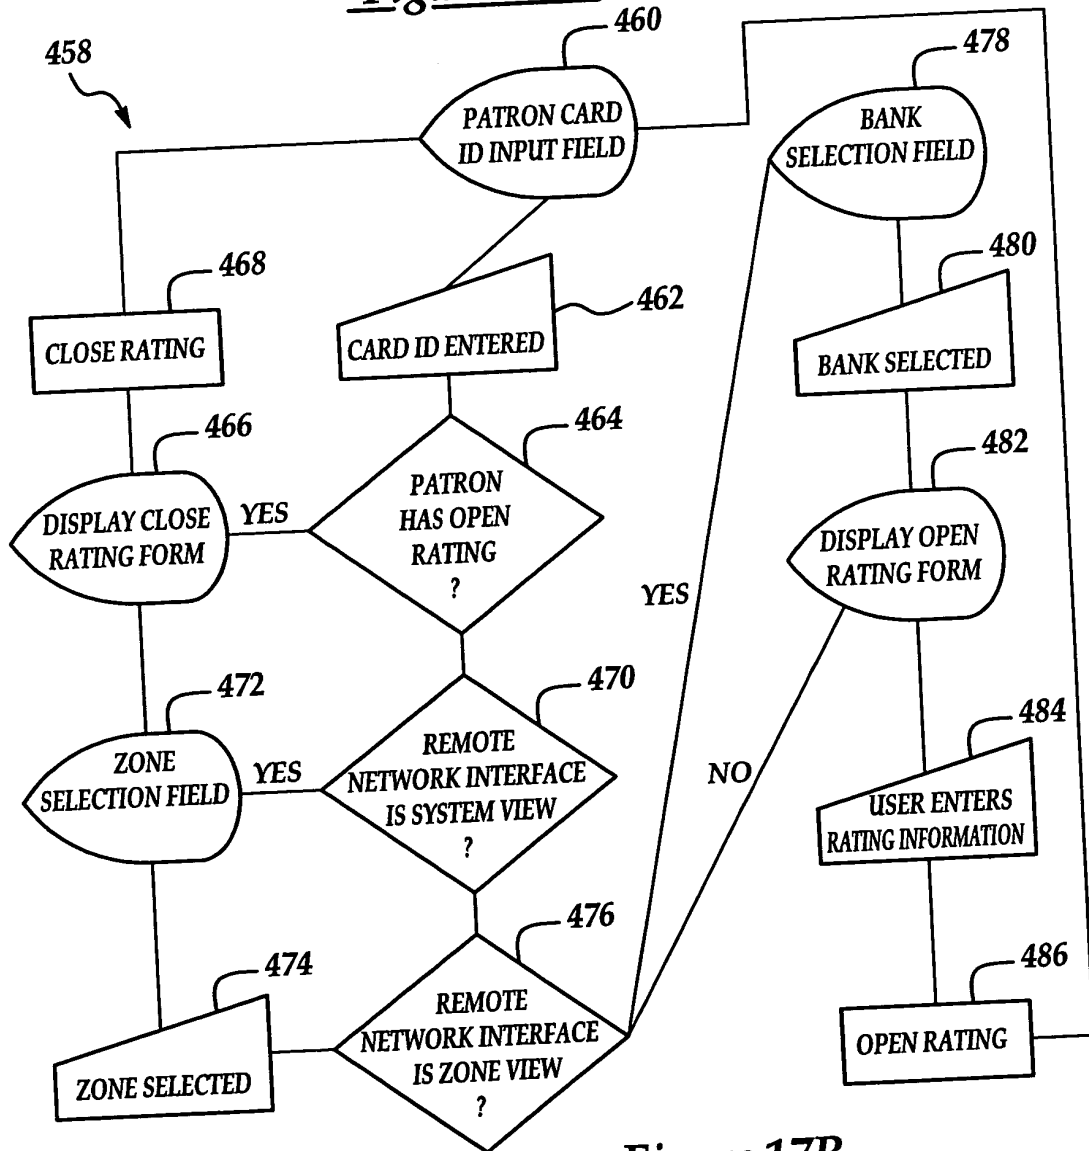 460
458
478
PATRON CARD
ID INPUT FIELD
BANK
SELECTION FIELD
468
480
462
CLOSE RATING
CARD ID ENTERED
BANK SELECTED
466
464
482
PATRON
HAS OPEN
RATING
?
DISPLAY CLOSE
RATING FORM
YES
DISPLAY OPEN
RATING FORM
YES
472
470
484
ZONE
SELECTION FIELD
YES
REMOTE
NETWORK INTERFACE
IS SYSTEM VIEW
?
NO
USER ENTERS
RATING INFORMATION
474
476
486
REMOTE
NETWORK INTERFACE
IS ZONE VIEW
?
ZONE SELECTED
OPEN RATING
Figure 17B